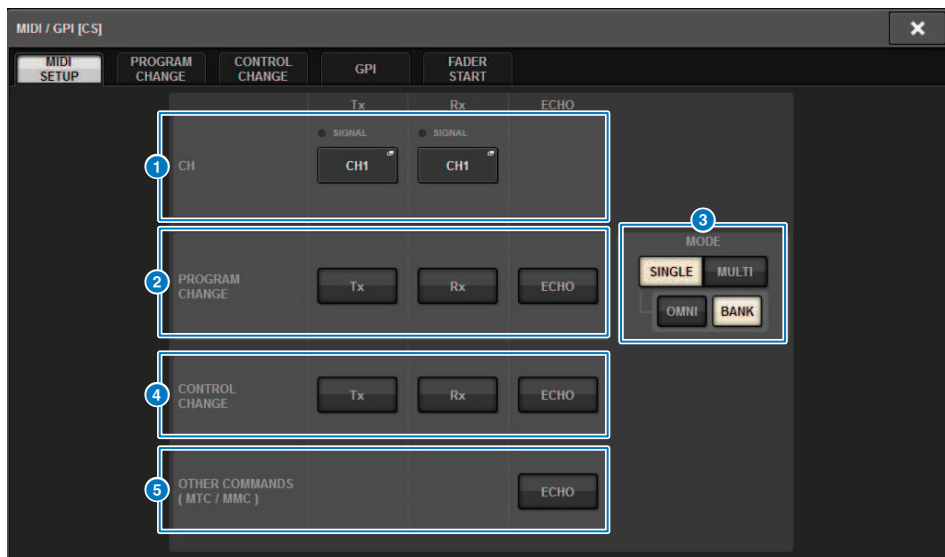 MIDI / GPI [CS]
MIDI SETUP
PROGRAM CHANGE
CONTROL CHANGE
GPI
FADER START
Tx Rx ECHO
SIGNAL SIGNAL
1 CH CH1 CH1
3
MODE
SINGLE MULTI
OMNI BANK
2 PROGRAM CHANGE Tx Rx ECHO
4 CONTROL CHANGE Tx Rx ECHO
5 OTHER COMMANDS ( MTC / MMC ) ECHO